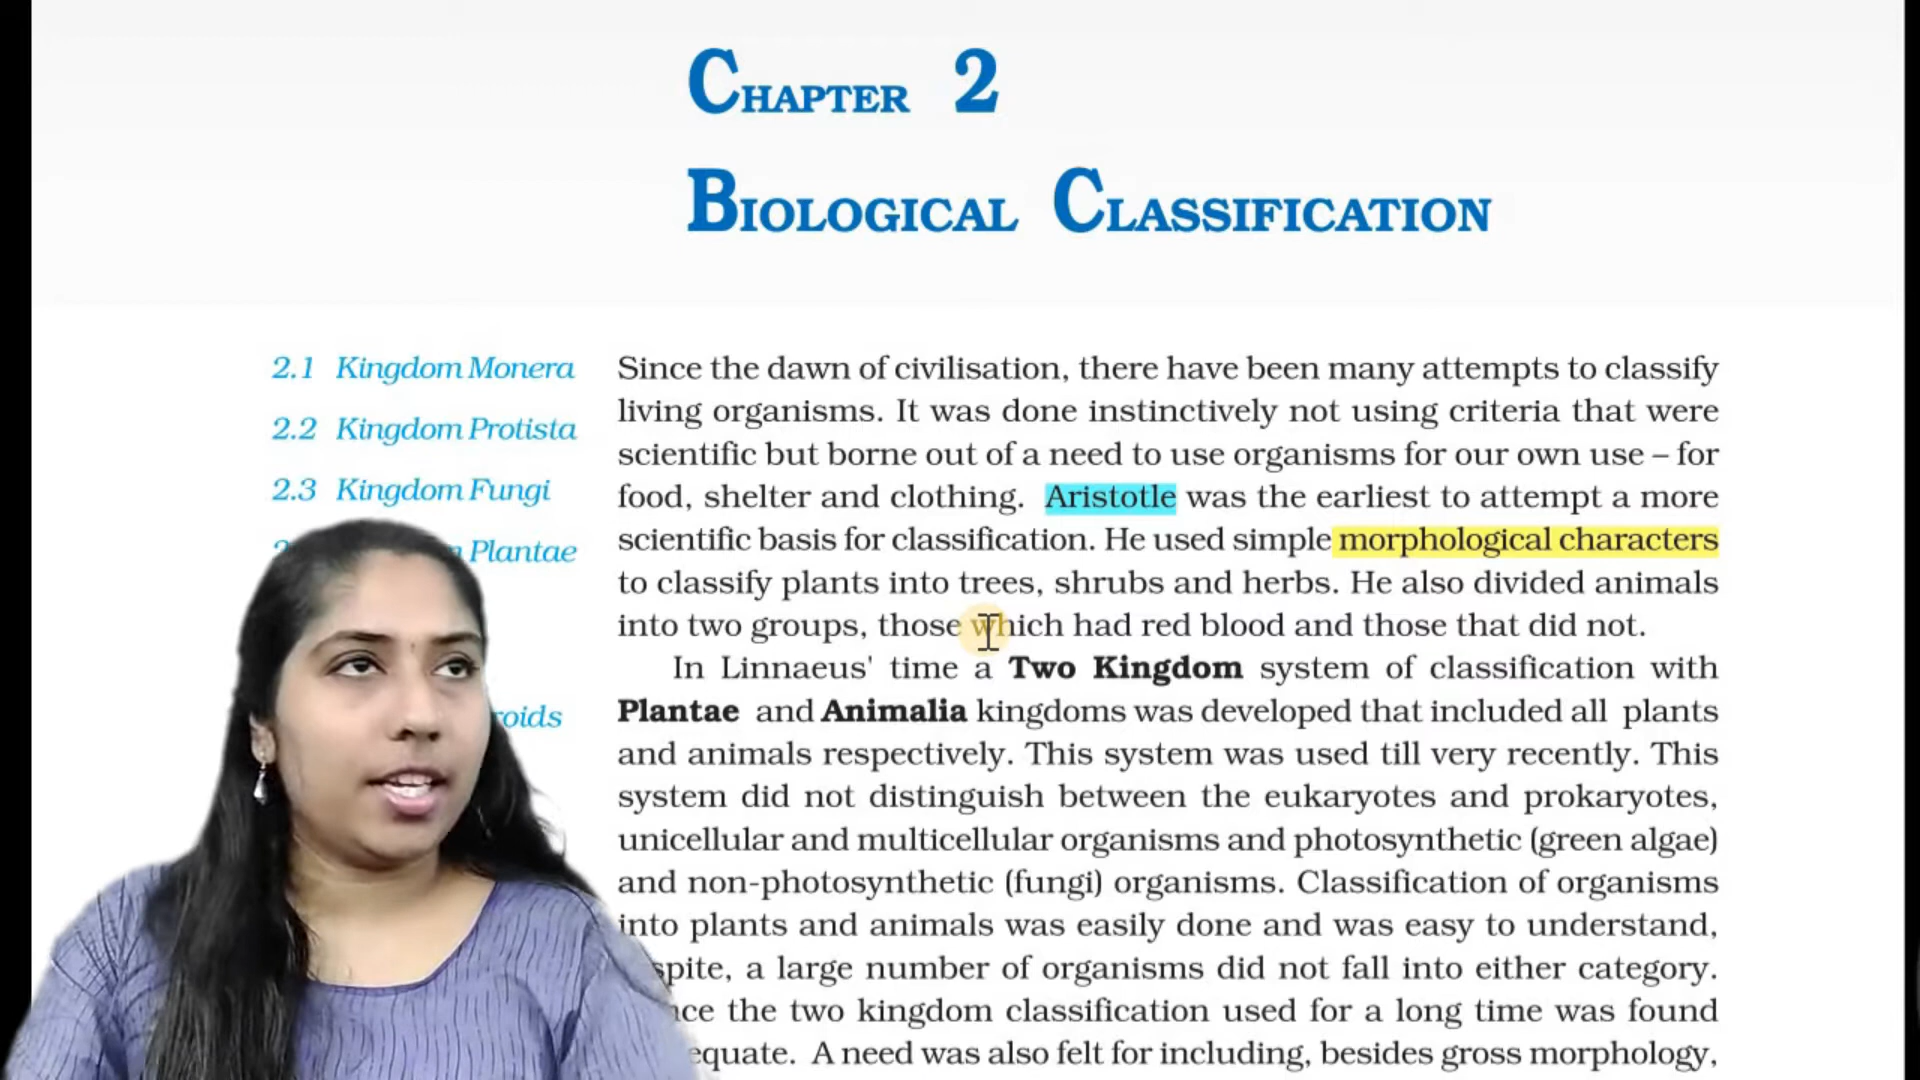 CHAPTER 2
BIOLOGICAL CLASSIFICATION
2.1 Kingdom Monera
2.2 Kingdom Protista
2.3 Kingdom Fungi
Plantae
Since the dawn of civilisation, there have been many attempts to classify
living organisms. It was done instinctively not using criteria that were
scientific but borne out of a need to use organisms for our own use – for
food, shelter and clothing. Aristotle was the earliest to attempt a more
scientific basis for classification. He used simple morphological characters
to classify plants into trees, shrubs and herbs. He also divided animals
into two groups, those which had red blood and those that did not.
In Linnaeus' time a Two Kingdom system of classification with
Plantae and Animalia kingdoms was developed that included all plants
and animals respectively. This system was used till very recently. This
system did not distinguish between the eukaryotes and prokaryotes,
unicellular and multicellular organisms and photosynthetic (green algae)
and non-photosynthetic (fungi) organisms. Classification of organisms
into plants and animals was easily done and was easy to understand,
a large number of organisms did not fall into either category.
the two kingdom classification used for a long time was found
A need was also felt for including, besides gross morphology,